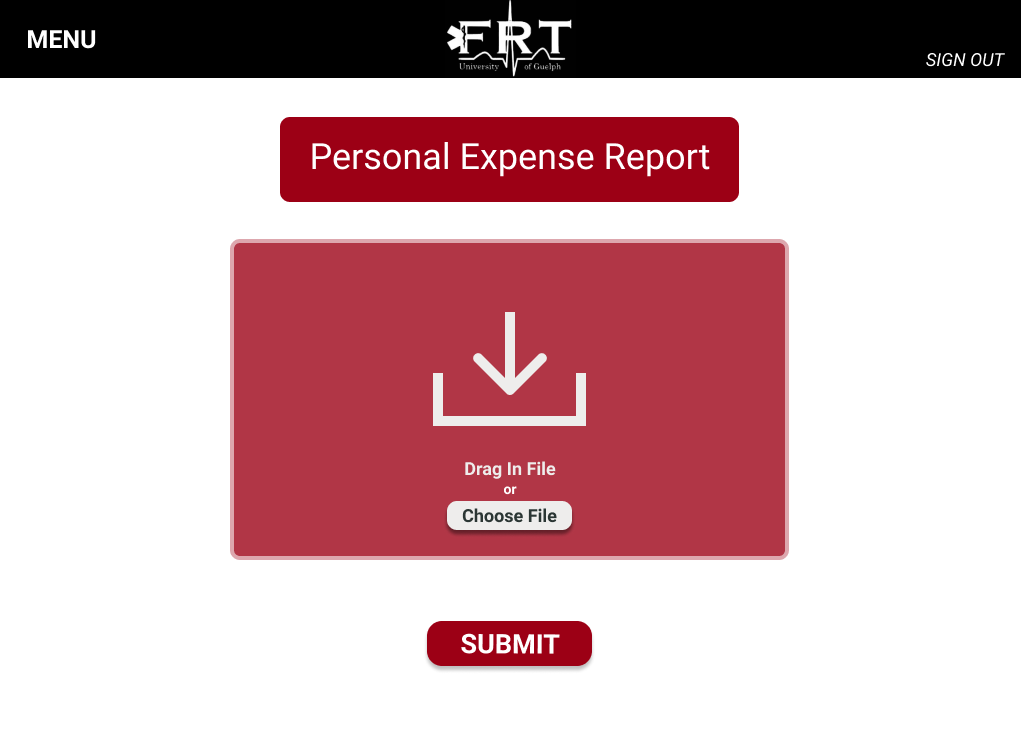 MENU
FRT
University of Guelph
SIGN OUT
Personal Expense Report
Drag In File
or
Choose File
SUBMIT